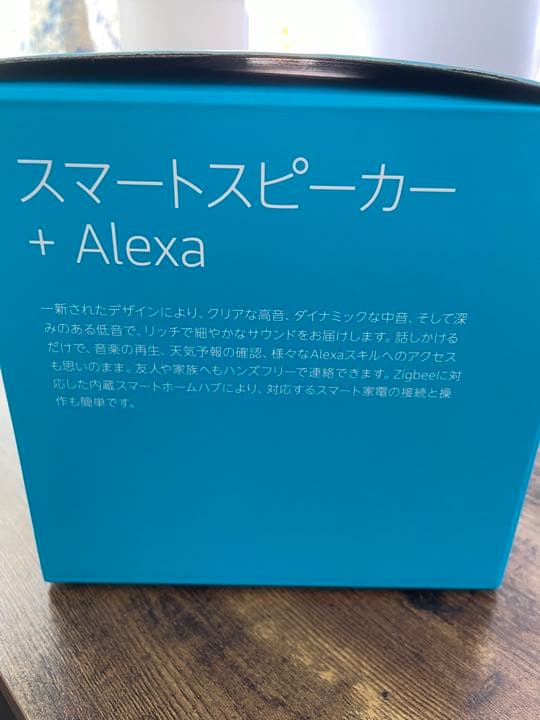 スマートスピーカー
+ Alexa
一新されたデザインにより、クリアな高音、ダイナミックな中音、そして深
みのある低音で、リッチで細やかなサウンドをお届けします。話しかける
だけで、音楽の再生、天気予報の確認、様々なAlexaスキルへのアクセス
も思いのまま。友人や家族へもハンズフリーで連絡できます。Zigbeeに対
応した内蔵スマートホームハブにより、対応するスマート家電の接続と操
作も簡単です。